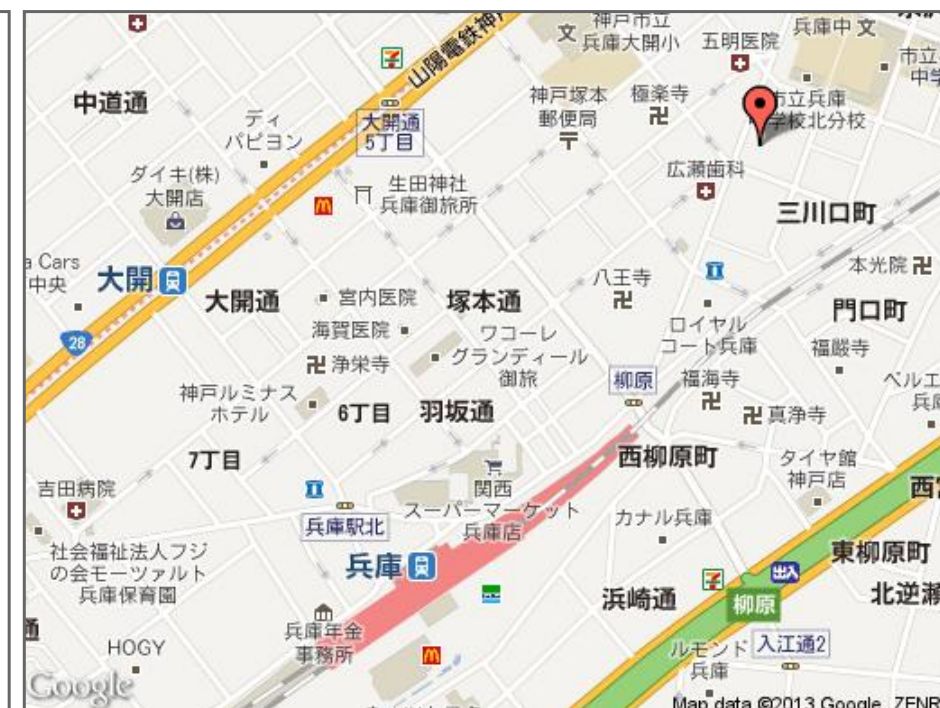 神戸市立
兵庫大開小
文
五明医院
兵庫中 文
市立
中学
山陽電鉄神
中道通
ディ
パピヨン
大開通
5丁目
神戸塚本
郵便局
極楽寺
市立兵庫
学校北分校
ダイキ(株)
大開店
生田神社
兵庫御旅所
広瀬歯科
三川口町
a Cars
中央
大開
大開通
宮内医院
塚本通
八王寺
本光院
門口町
28
海賀医院
浄栄寺
ワコーレ
グランディール
御旅
ロイヤル
コート兵庫
福厳寺
神戸ルミナス
ホテル
6丁目
羽坂通
柳原
福海寺
真浄寺
ベルエ
兵庫
7丁目
西柳原町
タイヤ館
神戸店
吉田病院
関西
スーパーマーケット
兵庫店
カナル兵庫
兵庫駅北
兵庫
社会福祉法人フジ
の会モーツァルト
兵庫保育園
浜崎通
出入
柳原
東柳原町
北逆瀬
兵庫年金
事務所
HOGY
ルモンド
兵庫
入江通2
Google
Map data ©2013 Google, ZENR